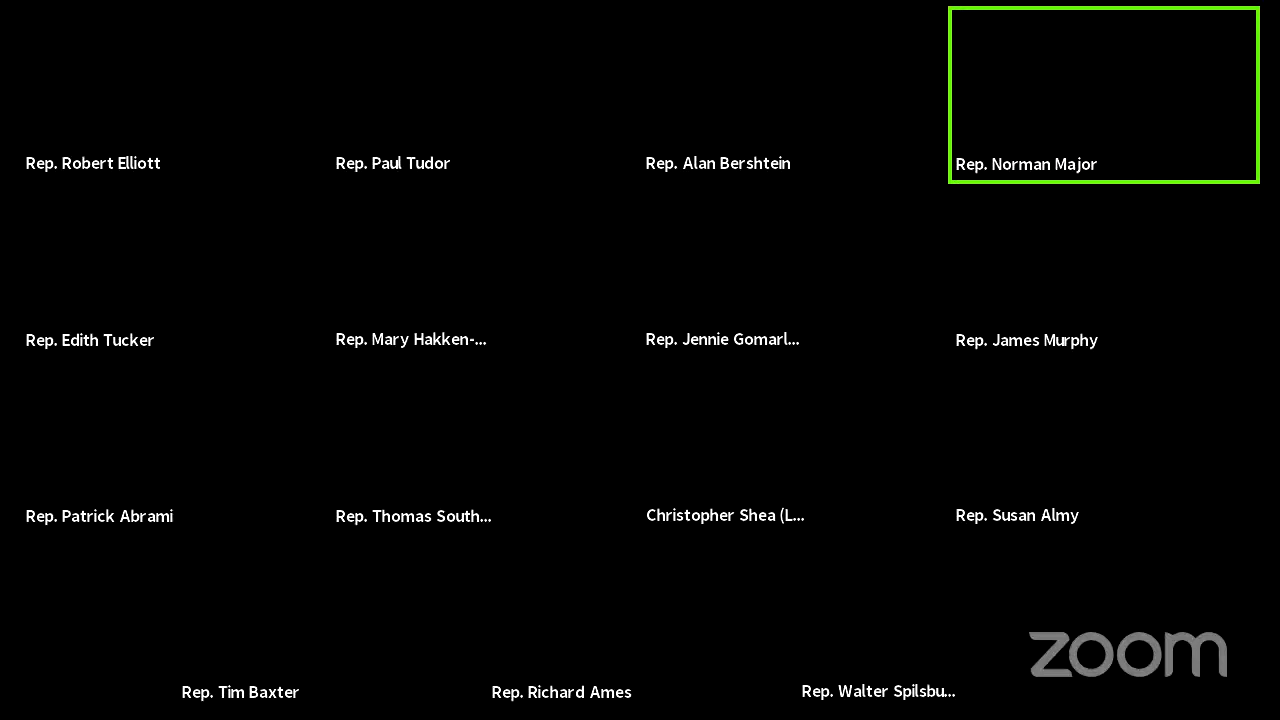 Rep. Robert Elliott
Rep. Paul Tudor
Rep. Alan Bershtein
Rep. Norman Major
Rep. Edith Tucker
Rep. Mary Hakken-...
Rep. Jennie Gomarl...
Rep. James Murphy
Rep. Patrick Abrami
Rep. Thomas South...
Christopher Shea (L...
Rep. Susan Almy
Rep. Tim Baxter
Rep. Richard Ames
Rep. Walter Spilsbu...
zoom